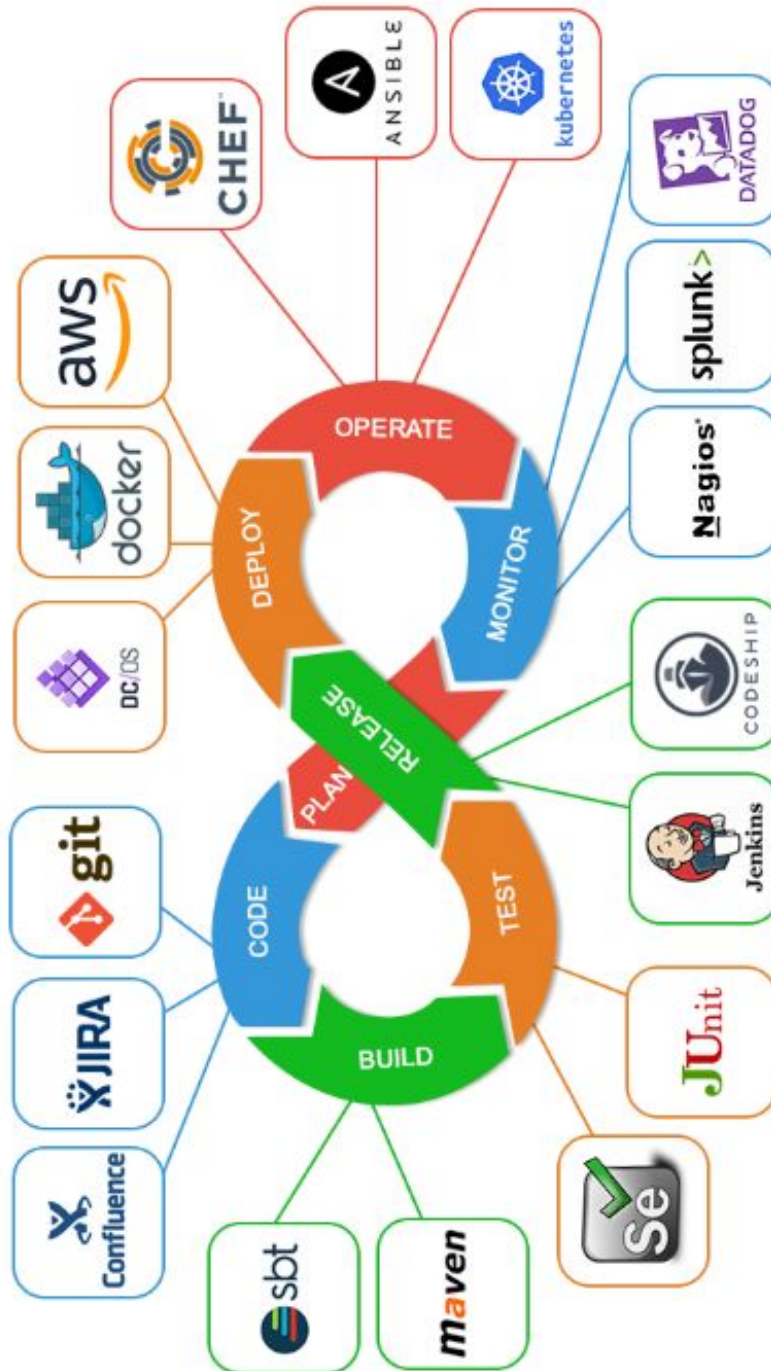 Confluence
JIRA
git
DC/OS
docker
aws
CHEF™
sbt
CODE
DEPLOY
ANSIBLE
BUILD
PLAN
RELEASE
OPERATE
maven
kubernetes
TEST
MONITOR
Se
JUnit
Jenkins
CODESHIP
Nagios®
splunk>
DATADOG